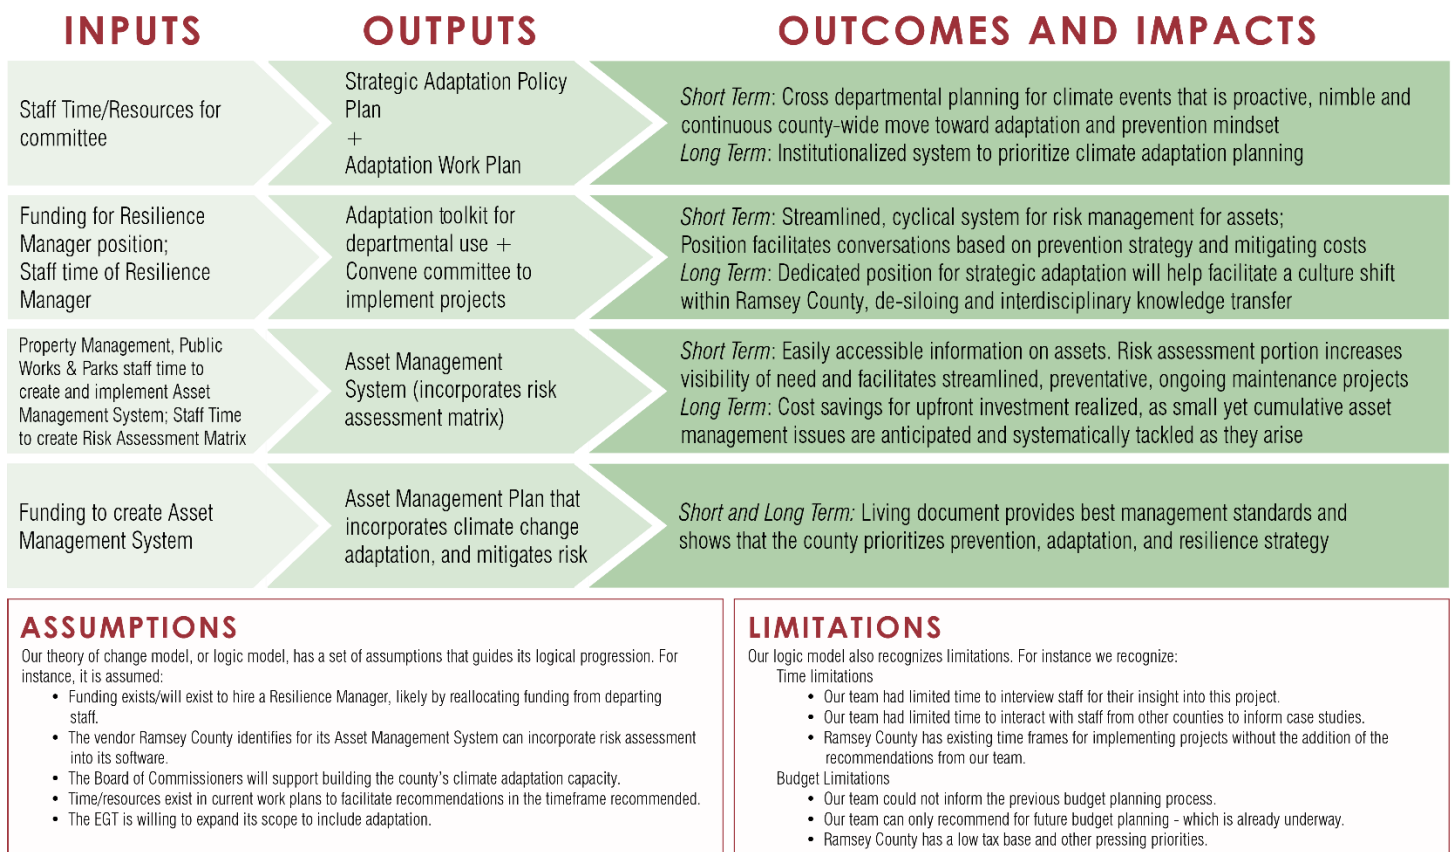 INPUTS
OUTPUTS
OUTCOMES AND IMPACTS
Staff Time/Resources for
committee
Strategic Adaptation Policy
Plan
+
Adaptation Work Plan
Short Term: Cross departmental planning for climate events that is proactive, nimble and
continuous county-wide move toward adaptation and prevention mindset
Long Term: Institutionalized system to prioritize climate adaptation planning
Funding for Resilience
Manager position;
Staff time of Resilience
Manager
Adaptation toolkit for
departmental use +
Convene committee to
implement projects
Short Term: Streamlined, cyclical system for risk management for assets;
Position facilitates conversations based on prevention strategy and mitigating costs
Long Term: Dedicated position for strategic adaptation will help facilitate a culture shift
within Ramsey County, de-siloing and interdisciplinary knowledge transfer
Property Management, Public
Works & Parks staff time to
create and implement Asset
Management System; Staff Time
to create Risk Assessment Matrix
Asset Management
System (incorporates risk
assessment matrix)
Short Term: Easily accessible information on assets. Risk assessment portion increases
visibility of need and facilitates streamlined, preventative, ongoing maintenance projects
Long Term: Cost savings for upfront investment realized, as small yet cumulative asset
management issues are anticipated and systematically tackled as they arise
Funding to create Asset
Management System
Asset Management Plan that
incorporates climate change
adaptation, and mitigates risk
Short and Long Term: Living document provides best management standards and
shows that the county prioritizes prevention, adaptation, and resilience strategy
ASSUMPTIONS
Our theory of change model, or logic model, has a set of assumptions that guides its logical progression. For
instance, it is assumed:
• Funding exists/will exist to hire a Resilience Manager, likely by reallocating funding from departing
staff.
• The vendor Ramsey County identifies for its Asset Management System can incorporate risk assessment
into its software.
• The Board of Commissioners will support building the county's climate adaptation capacity.
• Time/resources exist in current work plans to facilitate recommendations in the timeframe recommended.
• The EGT is willing to expand its scope to include adaptation.
LIMITATIONS
Our logic model also recognizes limitations. For instance we recognize:
Time limitations
• Our team had limited time to interview staff for their insight into this project.
• Our team had limited time to interact with staff from other counties to inform case studies.
• Ramsey County has existing time frames for implementing projects without the addition of the
recommendations from our team.
Budget Limitations
• Our team could not inform the previous budget planning process.
• Our team can only recommend for future budget planning - which is already underway.
• Ramsey County has a low tax base and other pressing priorities.